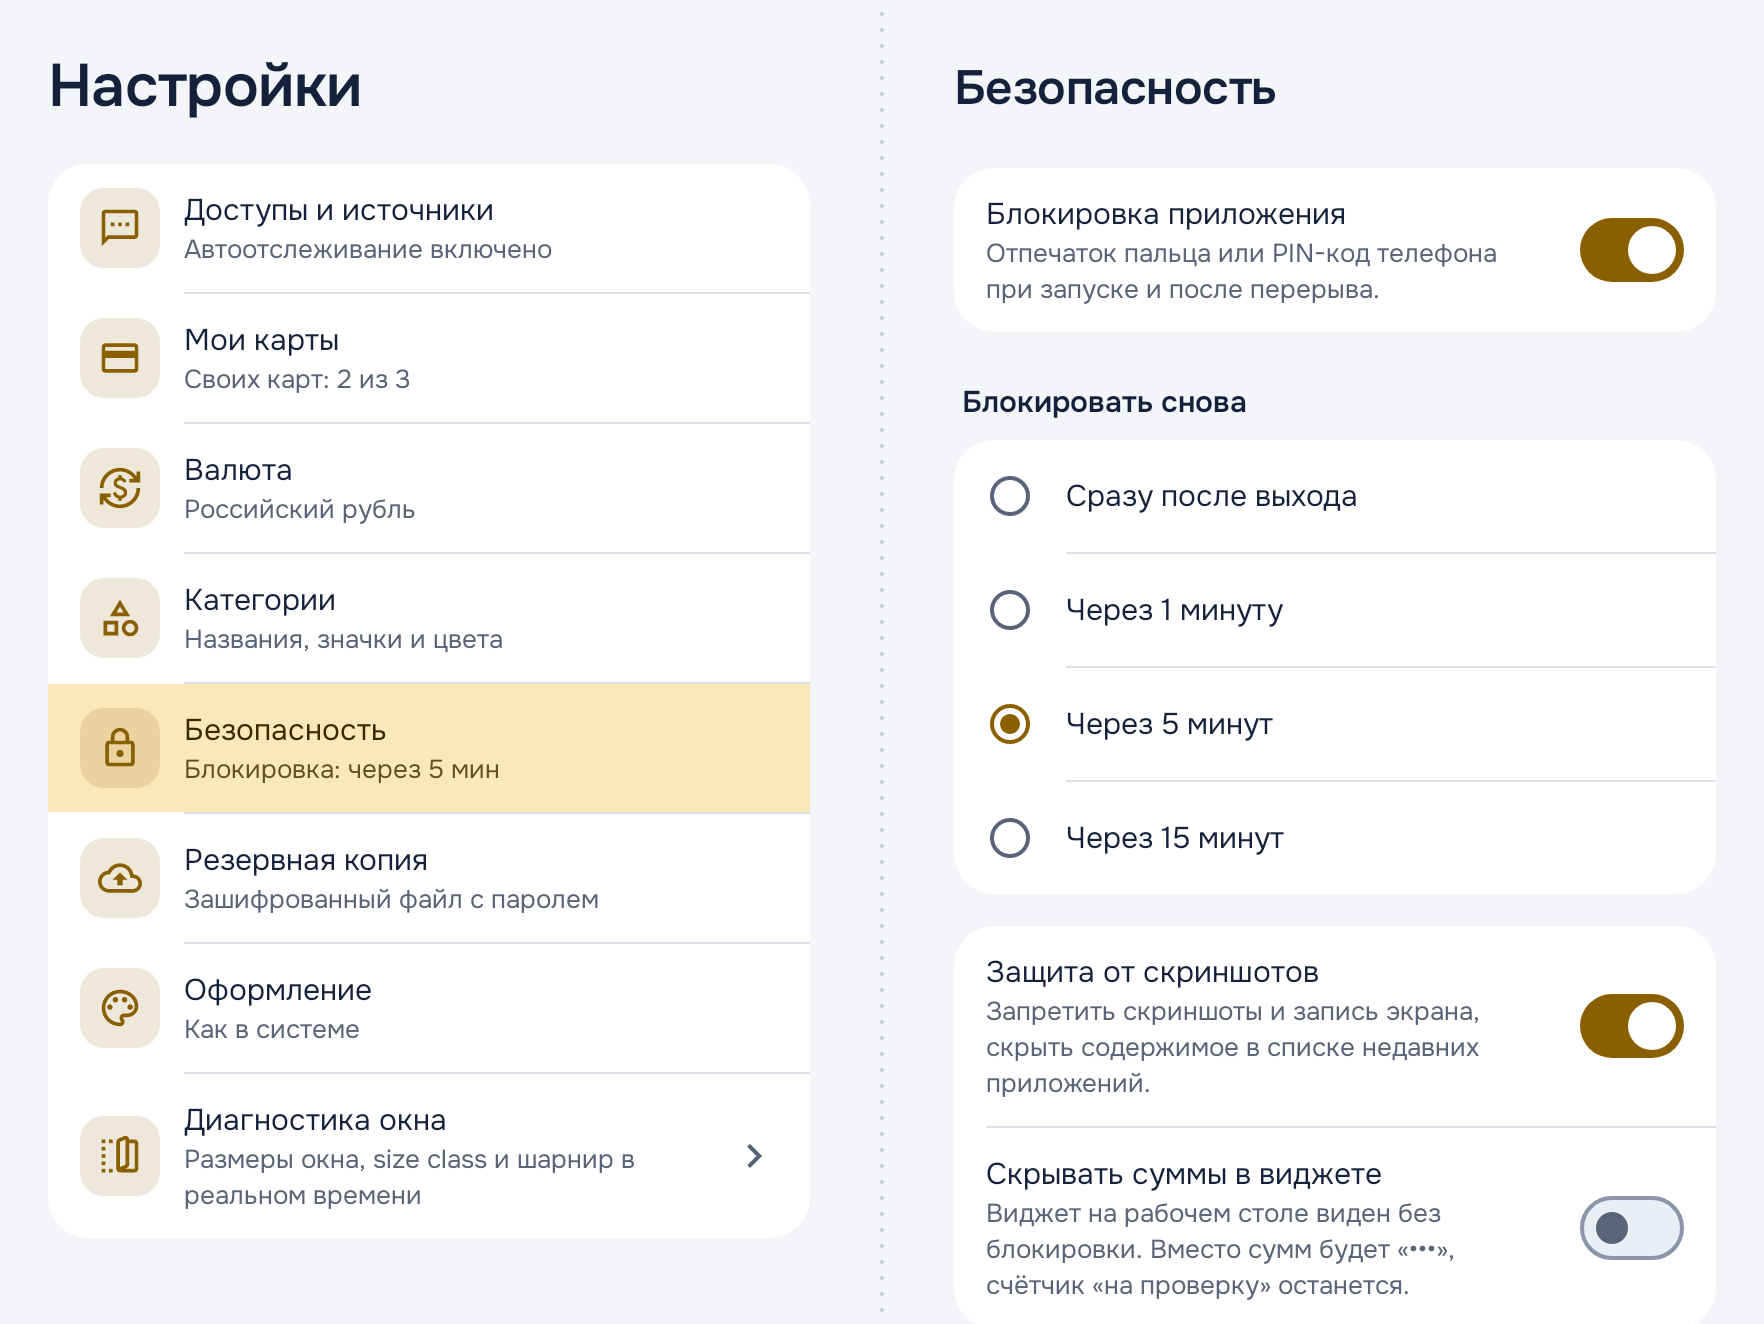 Настройки
Доступы и источники
Автоотслеживание включено
Мои карты
Своих карт: 2 из 3
Валюта
Российский рубль
Категории
Названия, значки и цвета
Безопасность
Блокировка: через 5 мин
Резервная копия
Зашифрованный файл с паролем
Оформление
Как в системе
Диагностика окна
Размеры окна, size class и шарнир в
реальном времени
Безопасность
Блокировка приложения
Отпечаток пальца или PIN-код телефона
при запуске и после перерыва.
Блокировать снова
Сразу после выхода
Через 1 минуту
Через 5 минут
Через 15 минут
Защита от скриншотов
Запретить скриншоты и запись экрана,
скрыть содержимое в списке недавних
приложений.
Скрывать суммы в виджете
Виджет на рабочем столе виден без
блокировки. Вместо сумм будет «•••»,
счётчик «на проверку» останется.